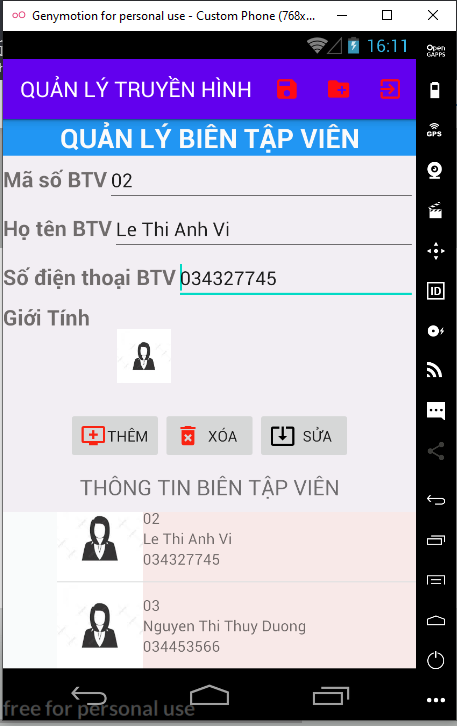 Genymotion for personal use - Custom Phone (768x...
Open
GAPPS
16:11
QUẢN LÝ TRUYỀN HÌNH
GPS
QUẢN LÝ BIÊN TẬP VIÊN
Mã số BTV 02
Họ tên BTV Le Thi Anh Vi
Số điện thoại BTV 034327745
ID
Giới Tính
THÊM XÓA SỬA
THÔNG TIN BIÊN TẬP VIÊN
02
Le Thi Anh Vi
034327745
03
Nguyen Thi Thuy Duong
034453566
free for personal use